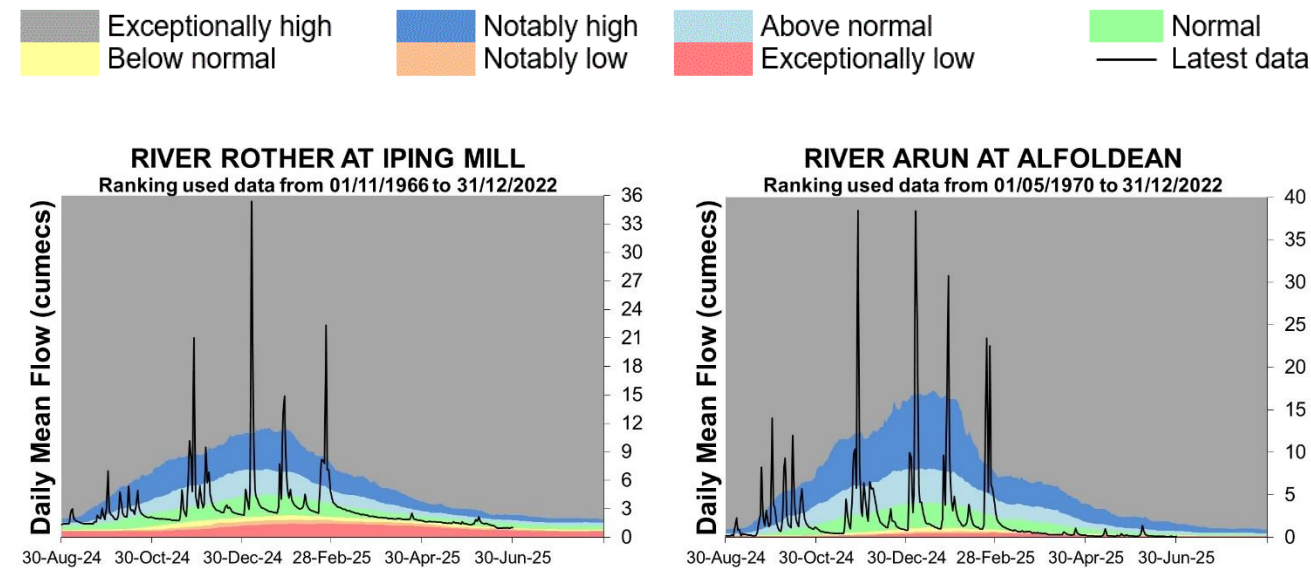 Exceptionally high Notably high Above normal Normal
Below normal Notably low Exceptionally low Latest data
RIVER ROTHER AT IPING MILL
Ranking used data from 01/11/1966 to 31/12/2022
Daily Mean Flow (cumecs)
36
33
30
27
24
21
18
15
12
9
6
3
0
30-Aug-24 30-Oct-24 30-Dec-24 28-Feb-25 30-Apr-25 30-Jun-25
RIVER ARUN AT ALFOLDEAN
Ranking used data from 01/05/1970 to 31/12/2022
Daily Mean Flow (cumecs)
40
35
30
25
20
15
10
5
0
30-Aug-24 30-Oct-24 30-Dec-24 28-Feb-25 30-Apr-25 30-Jun-25